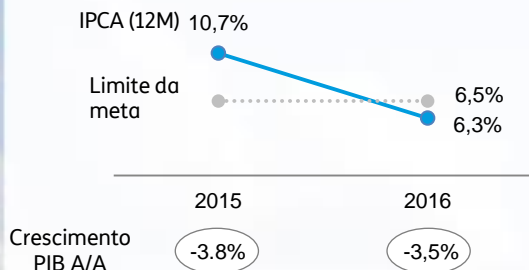 IPCA (12M) 10,7%
Limite da
meta
6,5%
6,3%
2015 2016
Crescimento
PIB A/A
-3.8% -3,5%